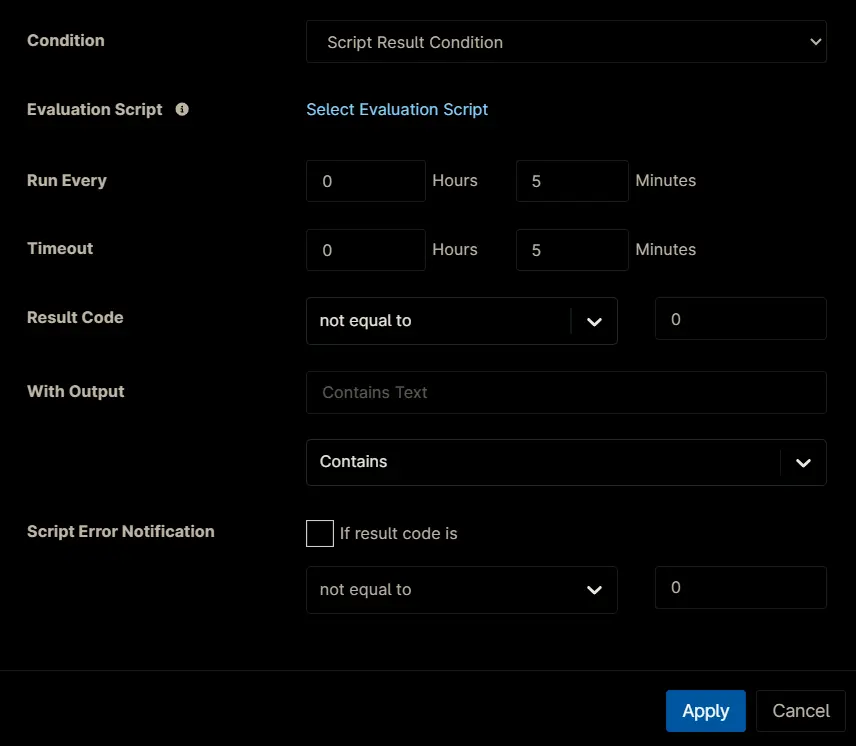 Condition Script Result Condition
Evaluation Script Select Evaluation Script
Run Every 0 Hours 5 Minutes
Timeout 0 Hours 5 Minutes
Result Code not equal to 0
With Output Contains Text
Contains
Script Error Notification If result code is
not equal to 0
Apply Cancel